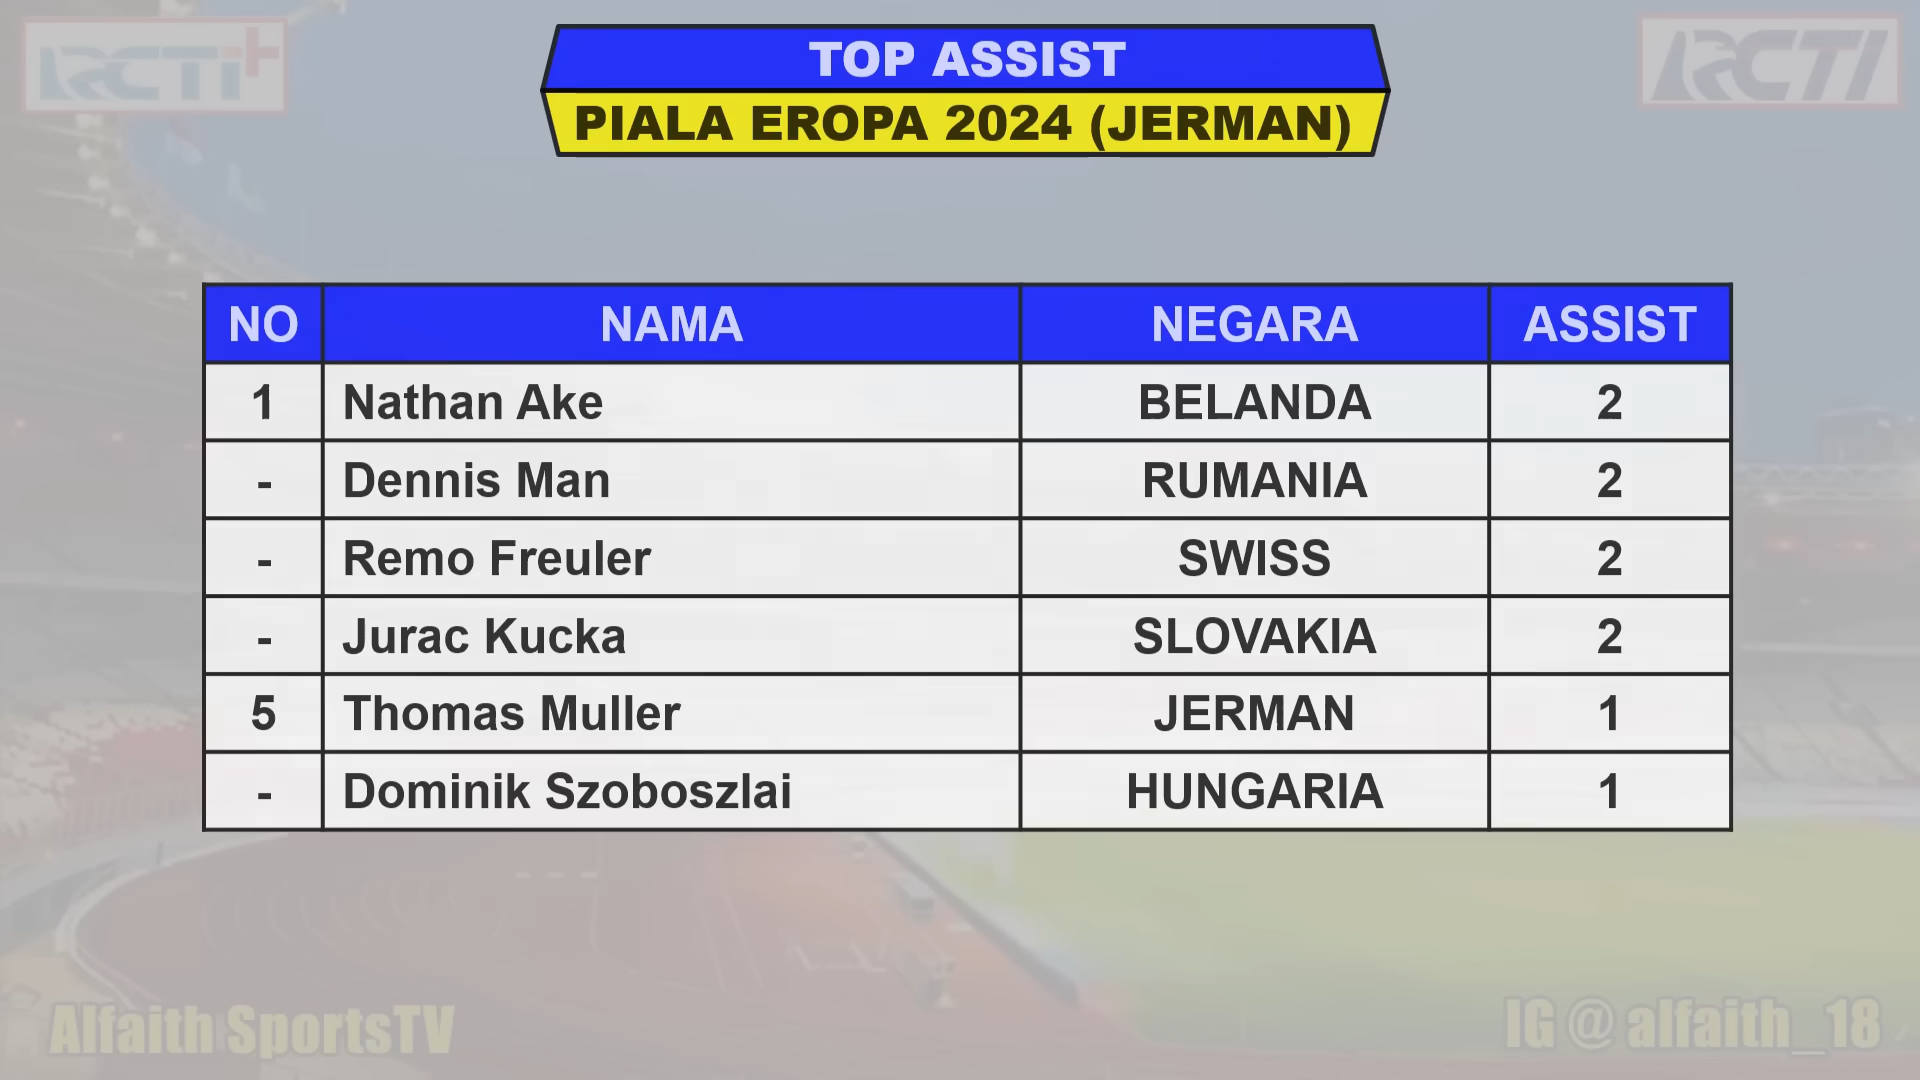 RCTI+
TOP ASSIST
RCTI
PIALA EROPA 2024 (JERMAN)
NO NAMA NEGARA ASSIST
1 Nathan Ake BELANDA 2
- Dennis Man RUMANIA 2
- Remo Freuler SWISS 2
- Jurac Kucka SLOVAKIA 2
5 Thomas Muller JERMAN 1
- Dominik Szoboszlai HUNGARIA 1
Alfaith SportsTV
IG @ alfaith_18